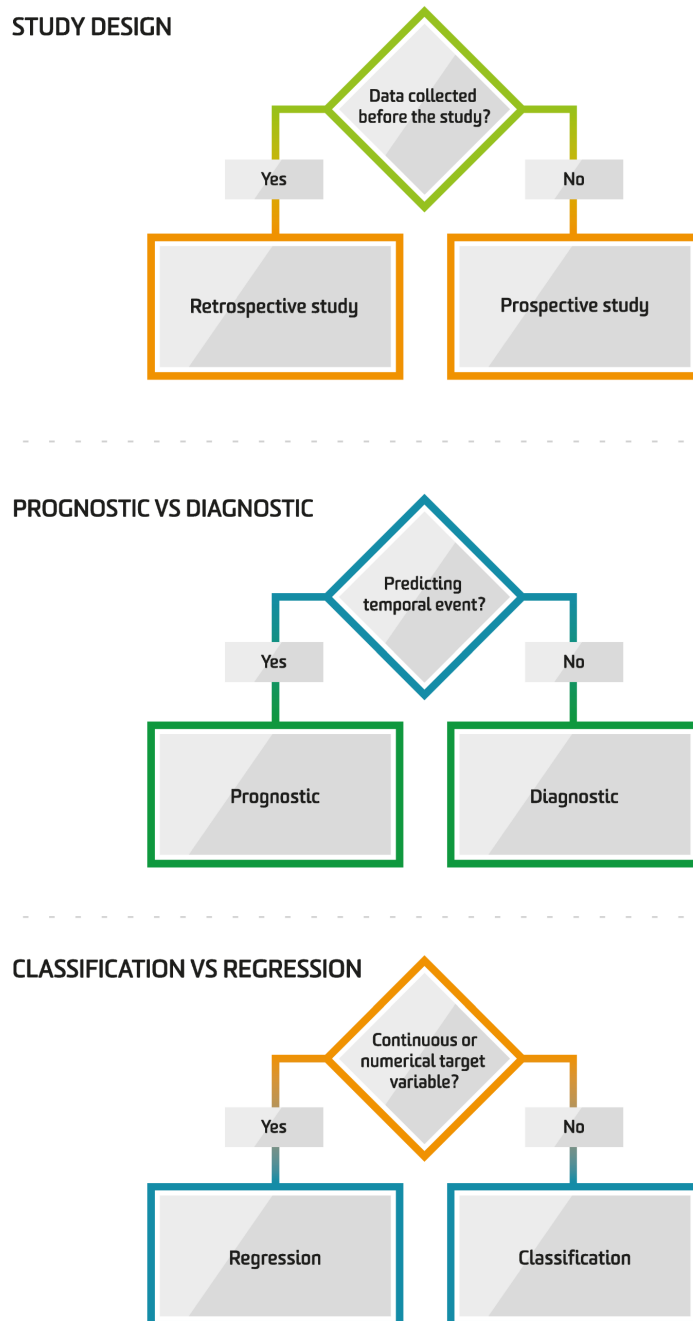 STUDY DESIGN
Data collected
before the study?
Yes
No
Retrospective study
Prospective study
PROGNOSTIC VS DIAGNOSTIC
Predicting
temporal event?
Yes
No
Prognostic
Diagnostic
CLASSIFICATION VS REGRESSION
Continuous or
numerical target
variable?
Yes
No
Regression
Classification